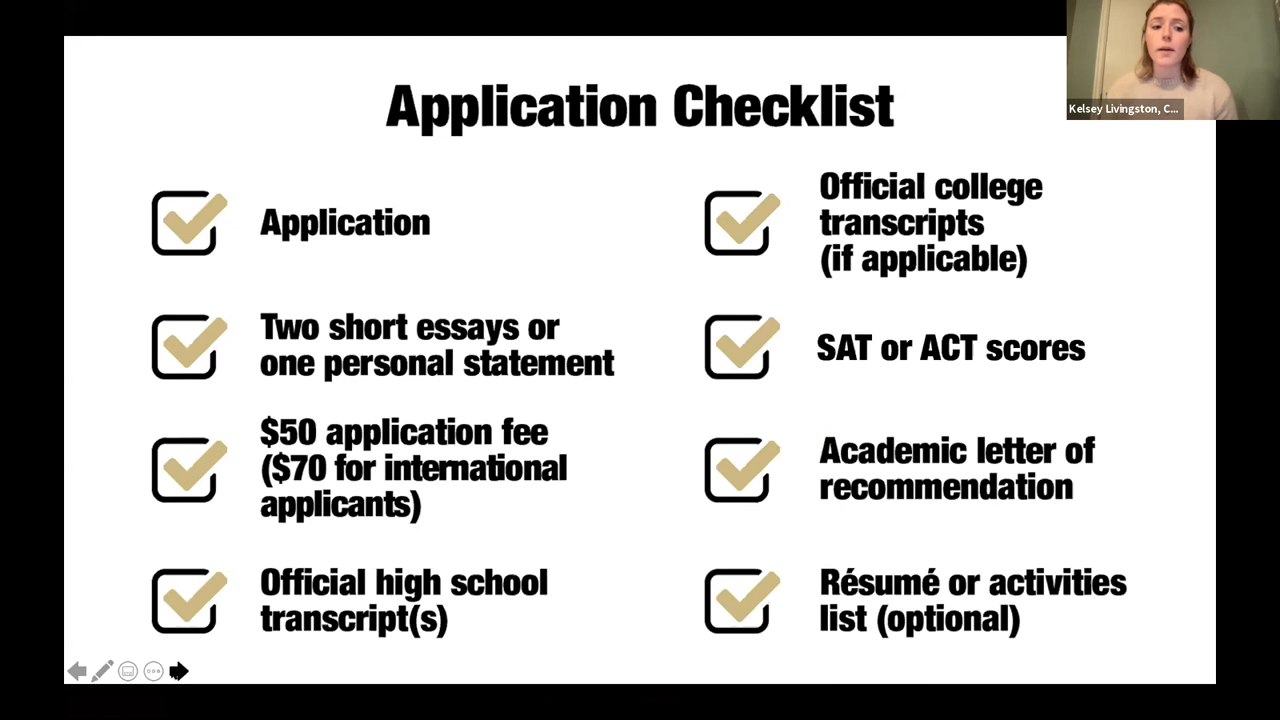 Application Checklist
Kelsey Livingston, C...
Application
Two short essays or
one personal statement
$50 application fee
($70 for international
applicants)
Official high school
transcript(s)
Official college
transcripts
(if applicable)
SAT or ACT scores
Academic letter of
recommendation
Résumé or activities
list (optional)